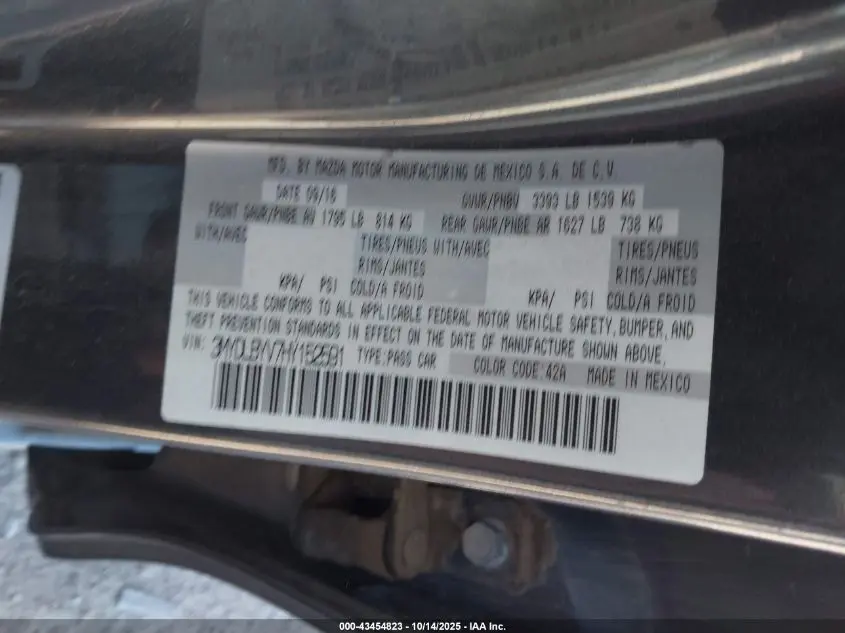 MFD. BY MAZDA MOTOR MANUFACTURING DE MEXICO S.A. DE C.V.
DATE 09/16 GVWR/PNBV 3393 LB 1539 KG
FRONT GAWR/PNBE AV 1795 LB 814 KG REAR GAWR/PNBE AR 1627 LB 738 KG
WITH/AVEC TIRES/PNEUS WITH/AVEC TIRES/PNEUS
RIMS/JANTES RIMS/JANTES
KPA/ PSI COLD/A FROID KPA/ PSI COLD/A FROID
THIS VEHICLE CONFORMS TO ALL APPLICABLE FEDERAL MOTOR VEHICLE SAFETY, BUMPER, AND
THEFT PREVENTION STANDARDS IN EFFECT ON THE DATE OF MANUFACTURE SHOWN ABOVE.
VIN: 3MYDLBYV7HY152591 TYPE:PASS CAR COLOR CODE:42A MADE IN MEXICO
000-43454823 | 10/14/2025 | IAA Inc.